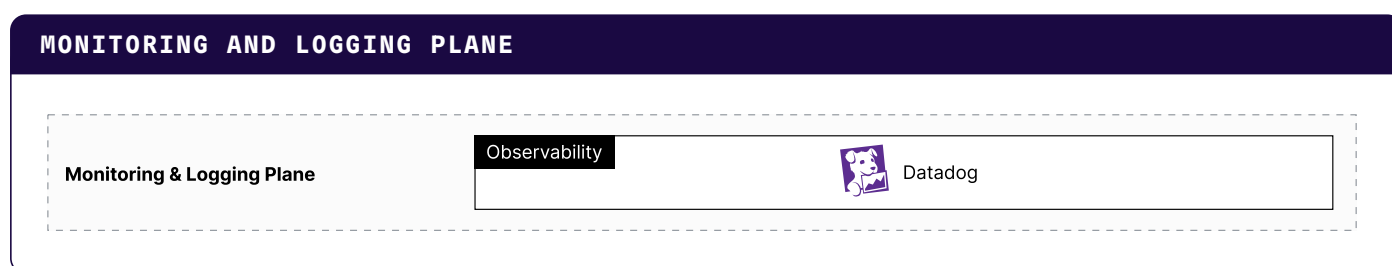 MONITORING AND LOGGING PLANE
Observability
Monitoring & Logging Plane
Datadog